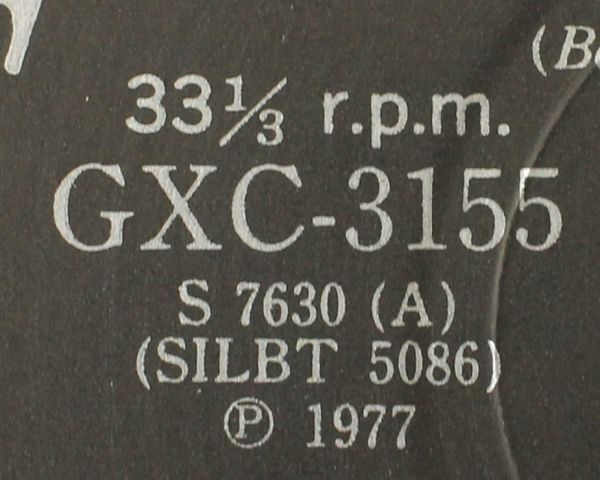 33⅓ r.p.m.
GXC-3155
S 7630 (A)
(SILBT 5086)
Ⓟ 1977